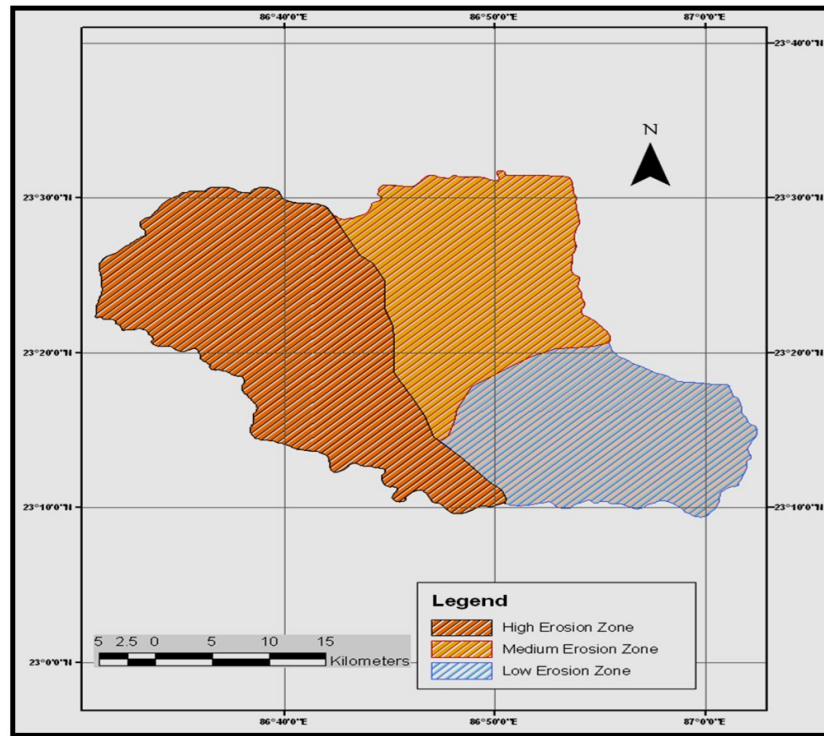 86°40'0"E 86°50'0"E 87°0'0"E
23°40'0"N
N
23°30'0"N 23°30'0"N
23°20'0"N 23°20'0"N
23°10'0"N 23°10'0"N
Legend
High Erosion Zone
Medium Erosion Zone
Low Erosion Zone
5 2.5 0 5 10 15
Kilometers
23°0'0"N 23°0'0"N
86°40'0"E 86°50'0"E 87°0'0"E